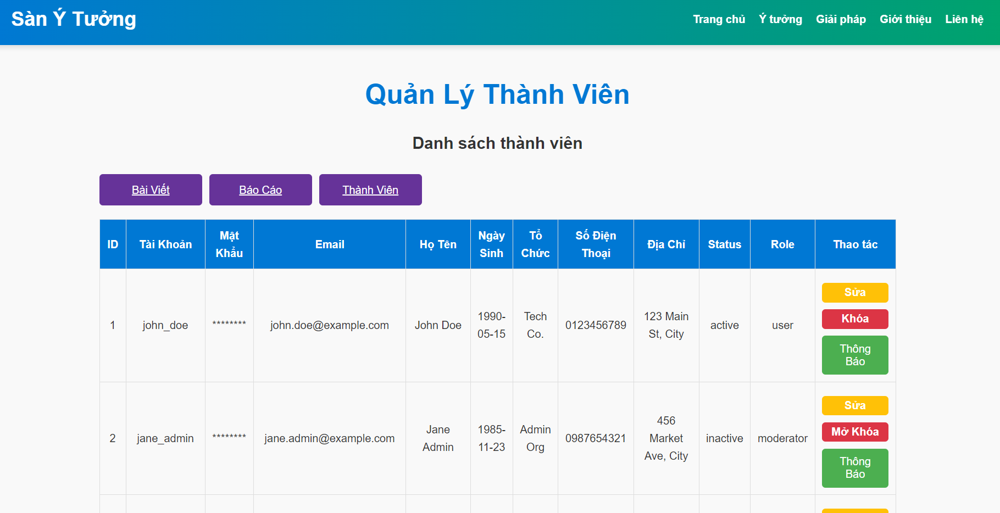 Sàn Ý Tưởng
Trang chủ Ý tưởng Giải pháp Giới thiệu Liên hệ
Quản Lý Thành Viên
Danh sách thành viên
Bài Viết Báo Cáo Thành Viên
ID Tài Khoản Mật Khẩu Email Họ Tên Ngày Sinh Tổ Chức Số Điện Thoại Địa Chỉ Status Role Thao tác
1 john_doe ******** john.doe@example.com John Doe 1990-05-15 Tech Co. 0123456789 123 Main St, City active user
Sửa
Khóa
Thông
Báo
2 jane_admin ******** jane.admin@example.com Jane Admin 1985-11-23 Admin Org 0987654321 456 Market Ave, City inactive moderator
Sửa
Mở Khóa
Thông
Báo